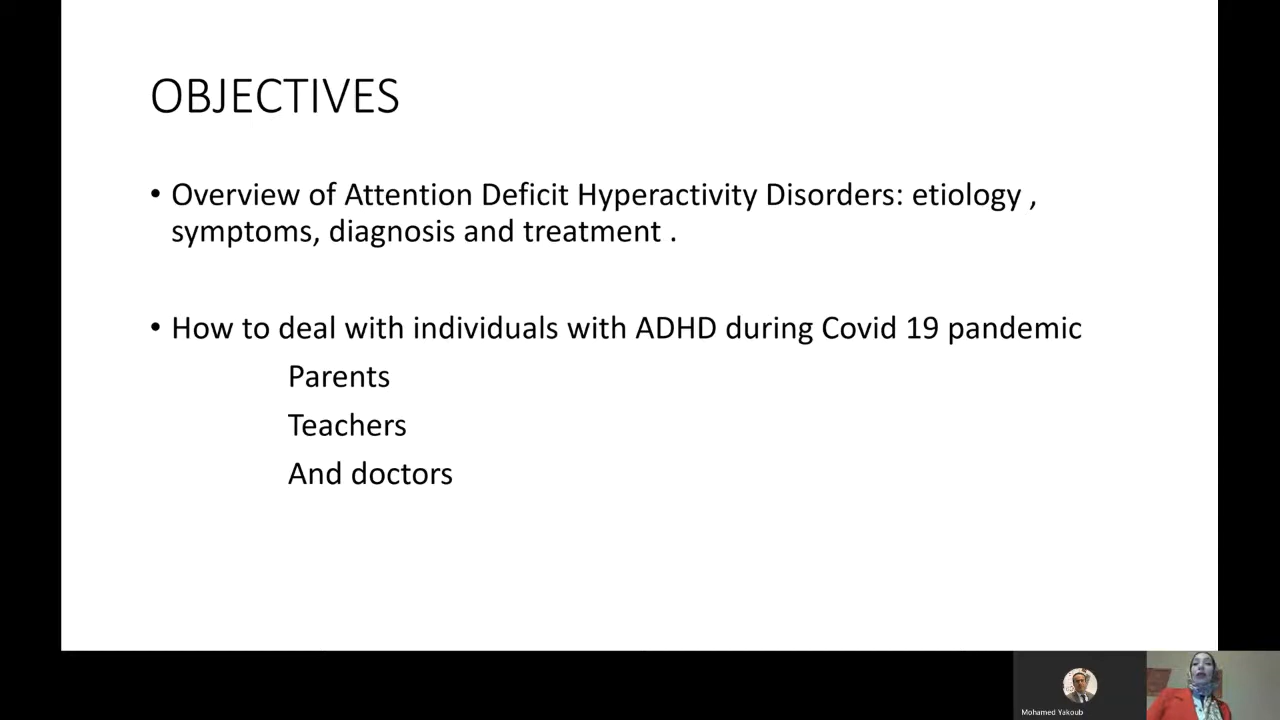 OBJECTIVES
• Overview of Attention Deficit Hyperactivity Disorders: etiology ,
symptoms, diagnosis and treatment .
• How to deal with individuals with ADHD during Covid 19 pandemic
Parents
Teachers
And doctors
Mohamed Yakoub